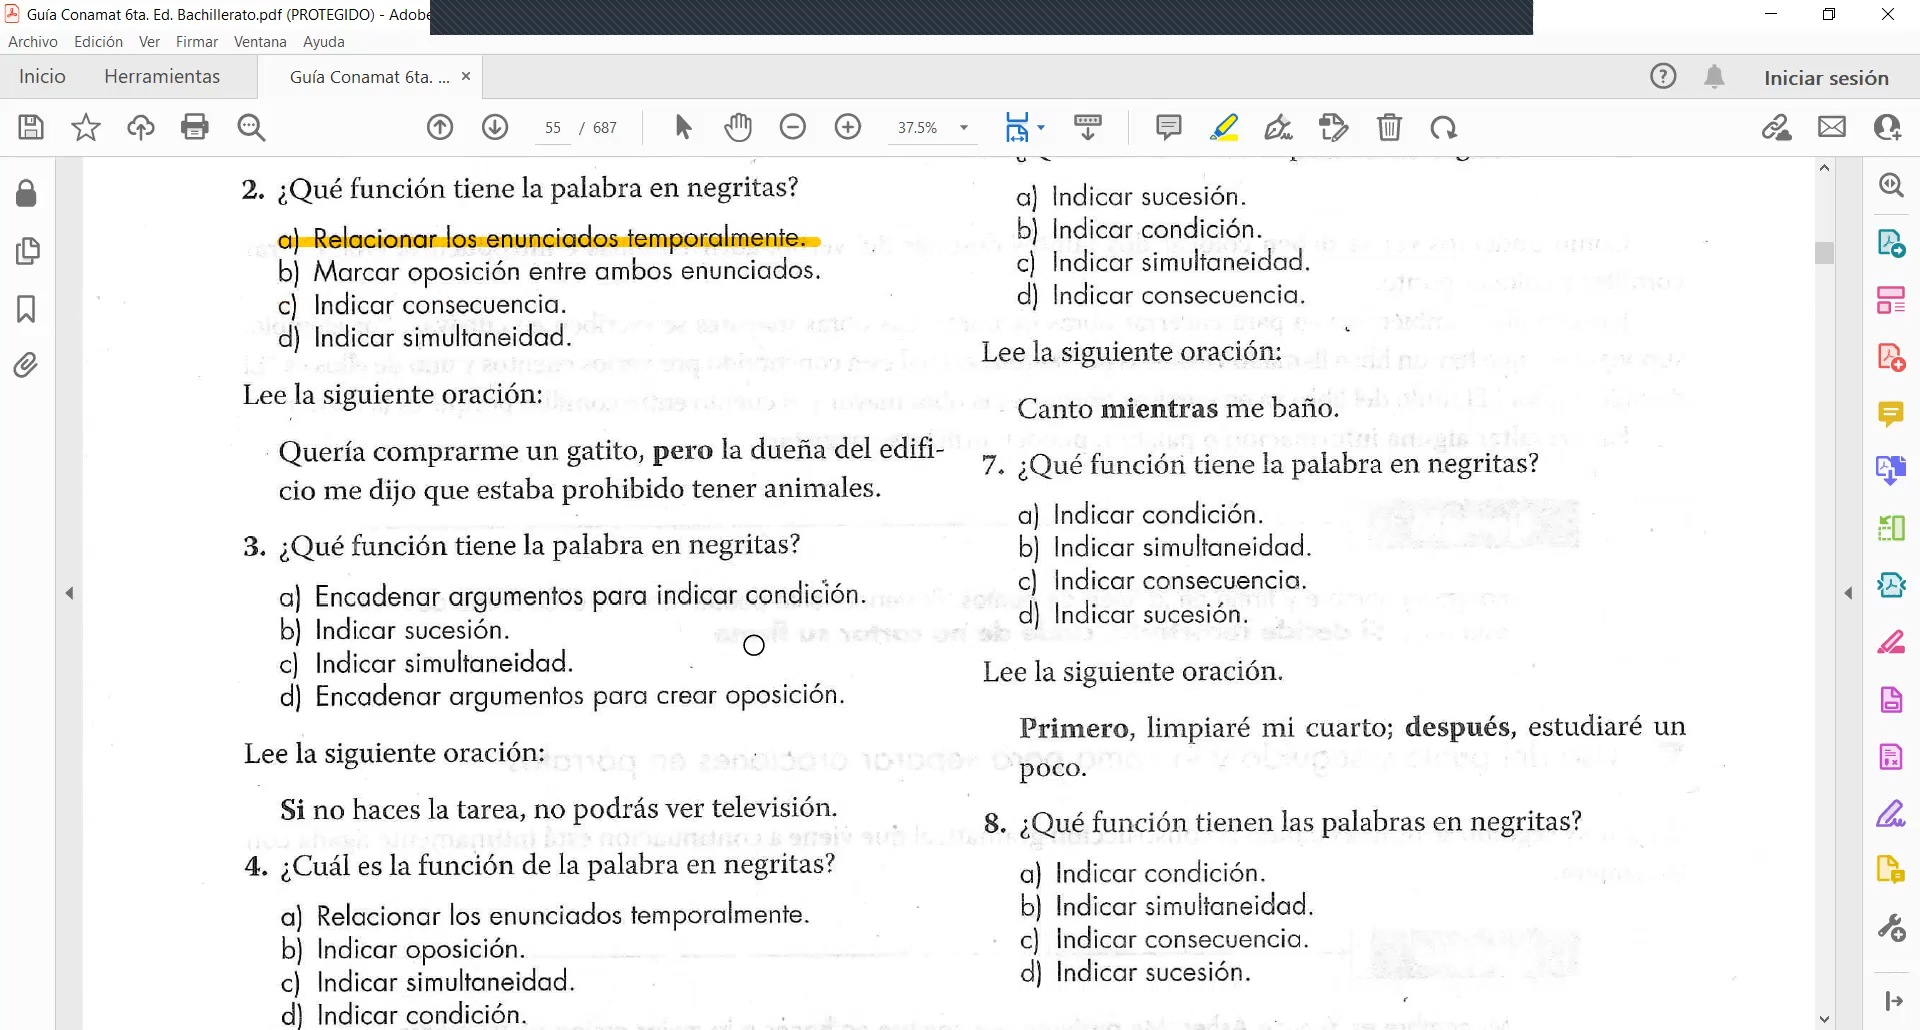 Guía Conamat 6ta. Ed. Bachillerato.pdf (PROTEGIDO) - Adobe
Archivo Edición Ver Firmar Ventana Ayuda
Inicio Herramientas Guía Conamat 6ta. ... × Iniciar sesión
55 / 687 37.5%
2. ¿Qué función tiene la palabra en negritas?
a) Relacionar los enunciados temporalmente.
b) Marcar oposición entre ambos enunciados.
c) Indicar consecuencia.
d) Indicar simultaneidad.
Lee la siguiente oración:
Quería comprarme un gatito, pero la dueña del edifi-
cio me dijo que estaba prohibido tener animales.
3. ¿Qué función tiene la palabra en negritas?
a) Encadenar argumentos para indicar condición.
b) Indicar sucesión.
c) Indicar simultaneidad.
d) Encadenar argumentos para crear oposición.
Lee la siguiente oración:
Si no haces la tarea, no podrás ver televisión.
4. ¿Cuál es la función de la palabra en negritas?
a) Relacionar los enunciados temporalmente.
b) Indicar oposición.
c) Indicar simultaneidad.
d) Indicar condición.
a) Indicar sucesión.
b) Indicar condición.
c) Indicar simultaneidad.
d) Indicar consecuencia.
Lee la siguiente oración:
Canto mientras me baño.
7. ¿Qué función tiene la palabra en negritas?
a) Indicar condición.
b) Indicar simultaneidad.
c) Indicar consecuencia.
d) Indicar sucesión.
Lee la siguiente oración.
Primero, limpiaré mi cuarto; después, estudiaré un
poco.
8. ¿Qué función tienen las palabras en negritas?
a) Indicar condición.
b) Indicar simultaneidad.
c) Indicar consecuencia.
d) Indicar sucesión.